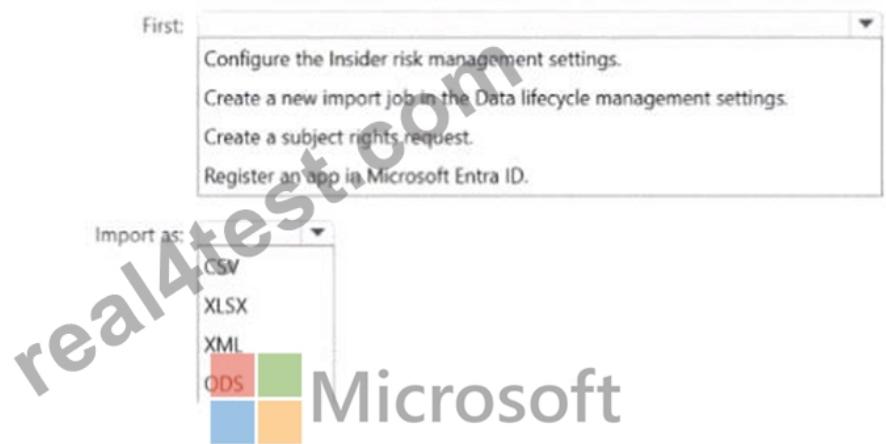 First:
Configure the Insider risk management settings.
Create a new import job in the Data lifecycle management settings.
Create a subject rights request.
Register an app in Microsoft Entra ID.
Import as:
CSV
XLSX
XML
ODS
real4test.com
Microsoft